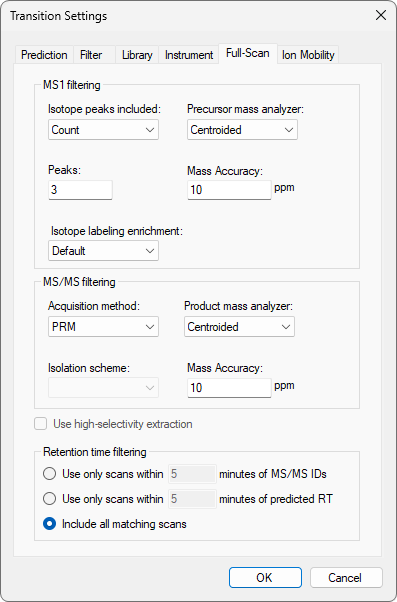 Transition Settings
Prediction Filter Library Instrument Full-Scan Ion Mobility
MS1 filtering
Isotope peaks included: Precursor mass analyzer:
Count Centroided
Peaks: Mass Accuracy:
3 10 ppm
Isotope labeling enrichment:
Default
MS/MS filtering
Acquisition method: Product mass analyzer:
PRM Centroided
Isolation scheme: Mass Accuracy:
10 ppm
Use high-selectivity extraction
Retention time filtering
Use only scans within 5 minutes of MS/MS IDs
Use only scans within 5 minutes of predicted RT
Include all matching scans
OK Cancel